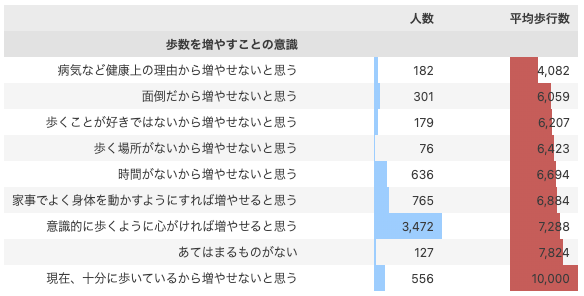 人数 平均歩行数
歩数を増やすことの意識
病気など健康上の理由から増やせないと思う 182 4,082
面倒だから増やせないと思う 301 6,059
歩くことが好きではないから増やせないと思う 179 6,207
歩く場所がないから増やせないと思う 76 6,423
時間がないから増やせないと思う 636 6,694
家事でよく身体を動かすようにすれば増やせると思う 765 6,884
意識的に歩くように心がければ増やせると思う 3,472 7,288
あてはまるものがない 127 7,824
現在、十分に歩いているから増やせないと思う 556 10,000